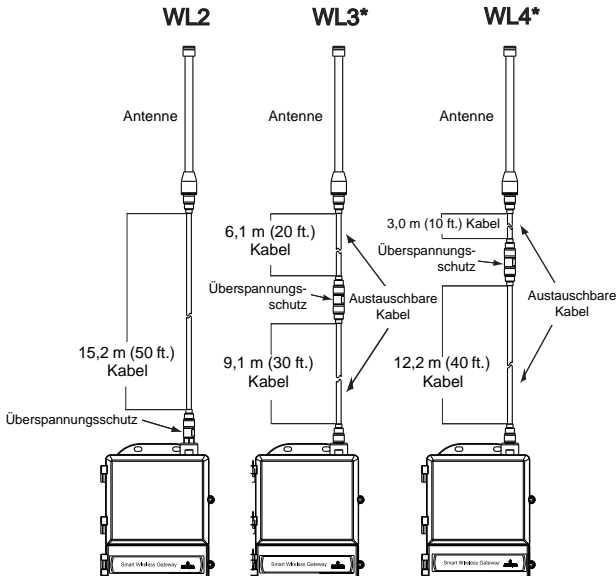 WL2
WL3*
WL4*
Antenne
Antenne
Antenne
15,2 m (50 ft.)
Kabel
Überspannungsschutz
6,1 m (20 ft.)
Kabel
Überspannungs-
schutz
9,1 m (30 ft.)
Kabel
Austauschbare
Kabel
3,0 m (10 ft.) Kabel
Überspannungs-
schutz
12,2 m (40 ft.)
Kabel
Austauschbare
Kabel
Smart Wireless Gateway
Smart Wireless Gateway
Smart Wireless Gateway